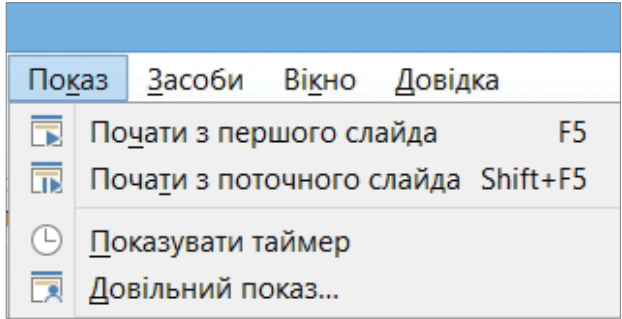 Показ Засоби Вікно Довідка
Почати з першого слайда F5
Почати з поточного слайда Shift+F5
Показувати таймер
Довільний показ...